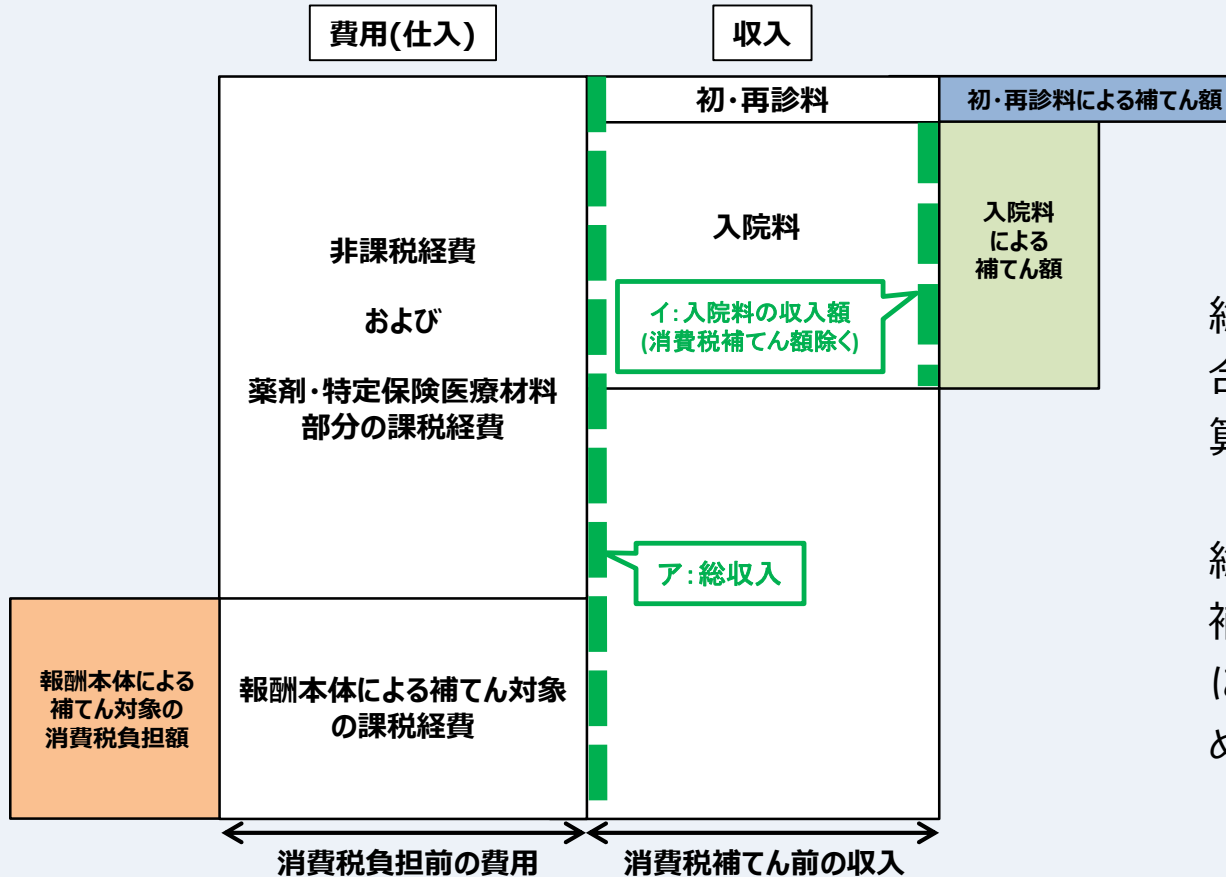 費用(仕入)
収入
初・再診料
初・再診料による補てん額
非課税経費
および
薬剤・特定保険医療材料
部分の課税経費
入院料
イ:入院料の収入額
(消費税補てん額除く)
入院料
による
補てん額
ア:総収入
報酬本体による
補てん対象の
消費税負担額
報酬本体による補てん対象
の課税経費
消費税負担前の費用
消費税補てん前の収入
合
算
補
に
め